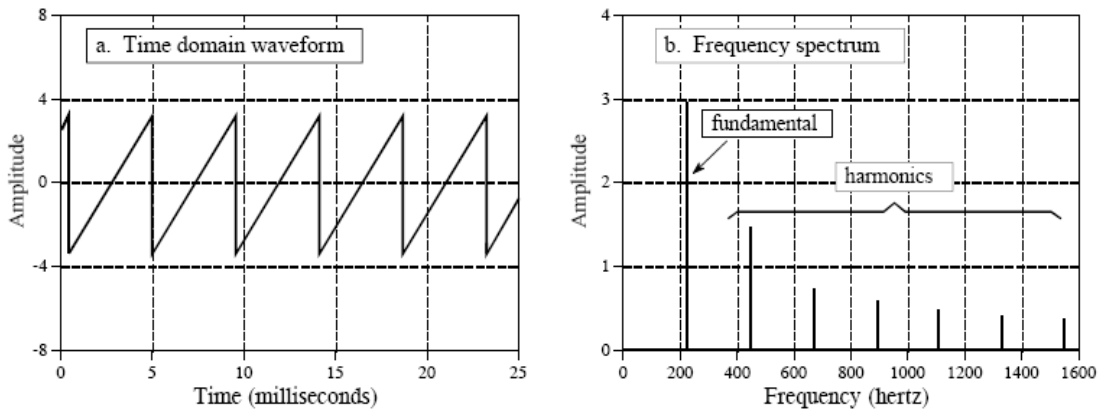 a. Time domain waveform
Amplitude
8
4
0
-4
-8
0 5 10 15 20 25
Time (milliseconds)
b. Frequency spectrum
fundamental
harmonics
Amplitude
4
3
2
1
0
0 200 400 600 800 1000 1200 1400 1600
Frequency (hertz)